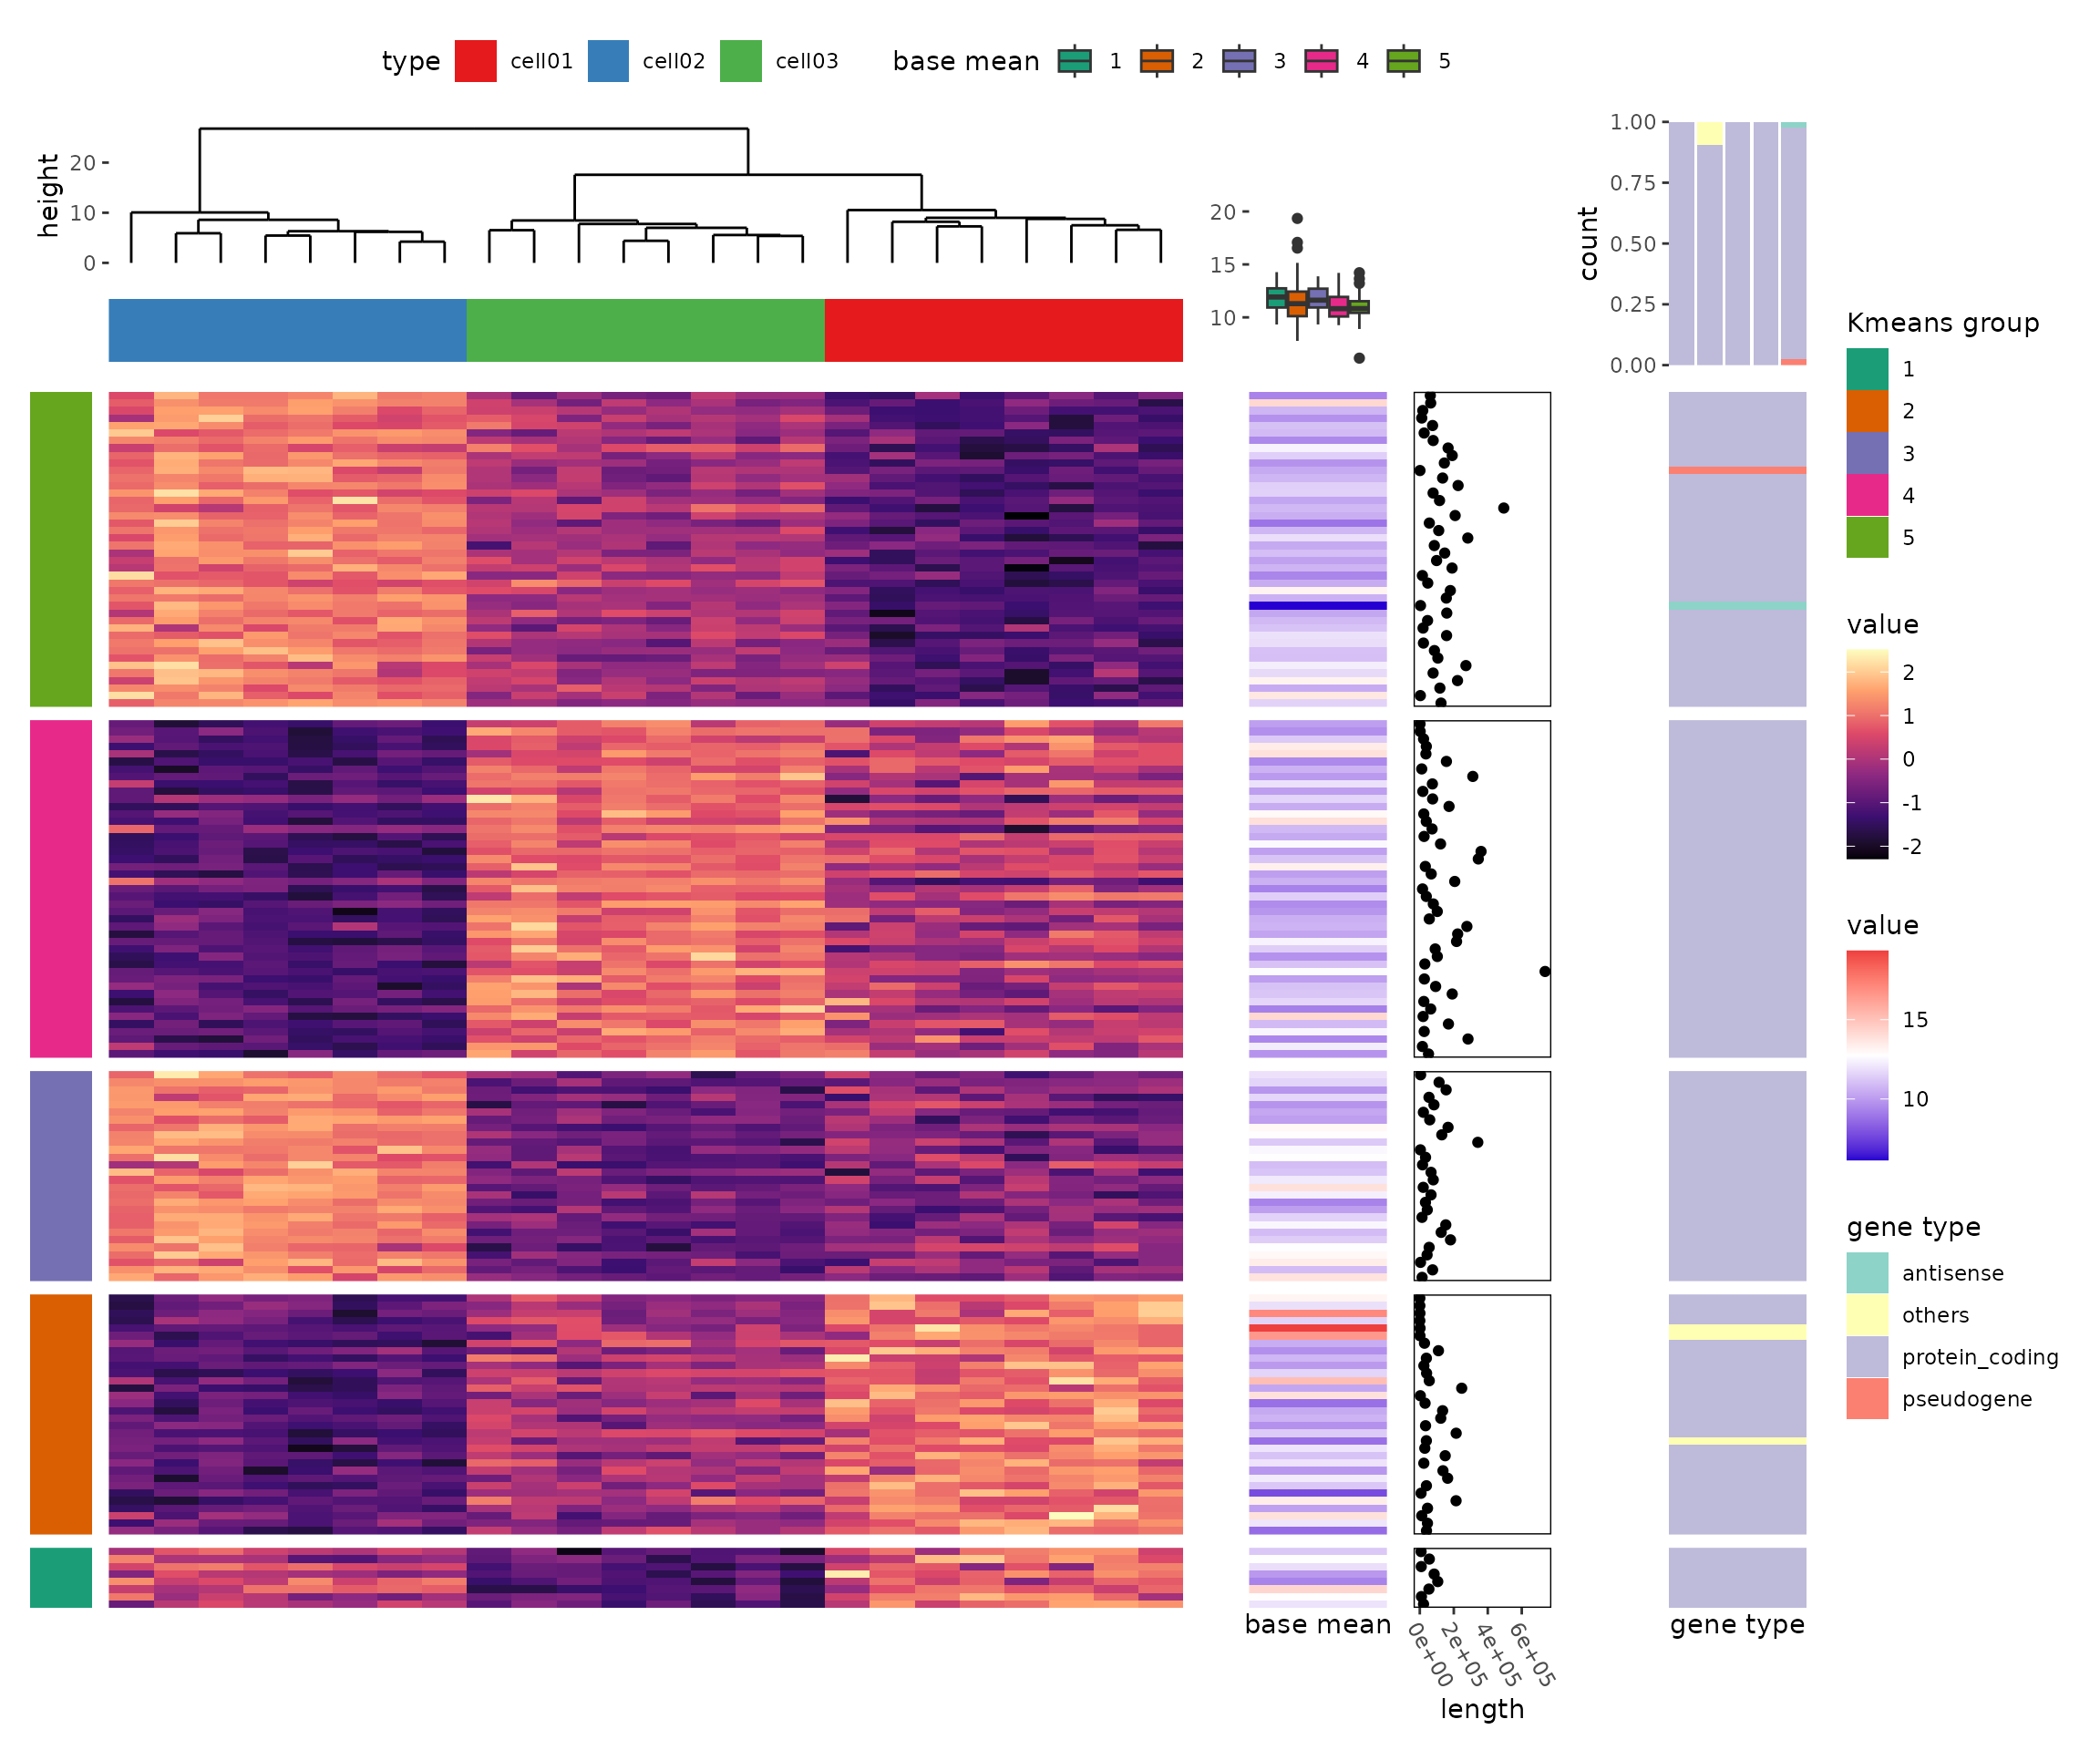 type cell01 cell02 cell03 base mean 1 2 3 4 5
height
20
10
0
20
15
10
count
1.00
0.75
0.50
0.25
0.00
Kmeans group
1
2
3
4
5
value
2
1
0
-1
-2
value
15
10
gene type
antisense
others
protein_coding
pseudogene
base mean
0e+00
2e+05
4e+05
6e+05
length
gene type